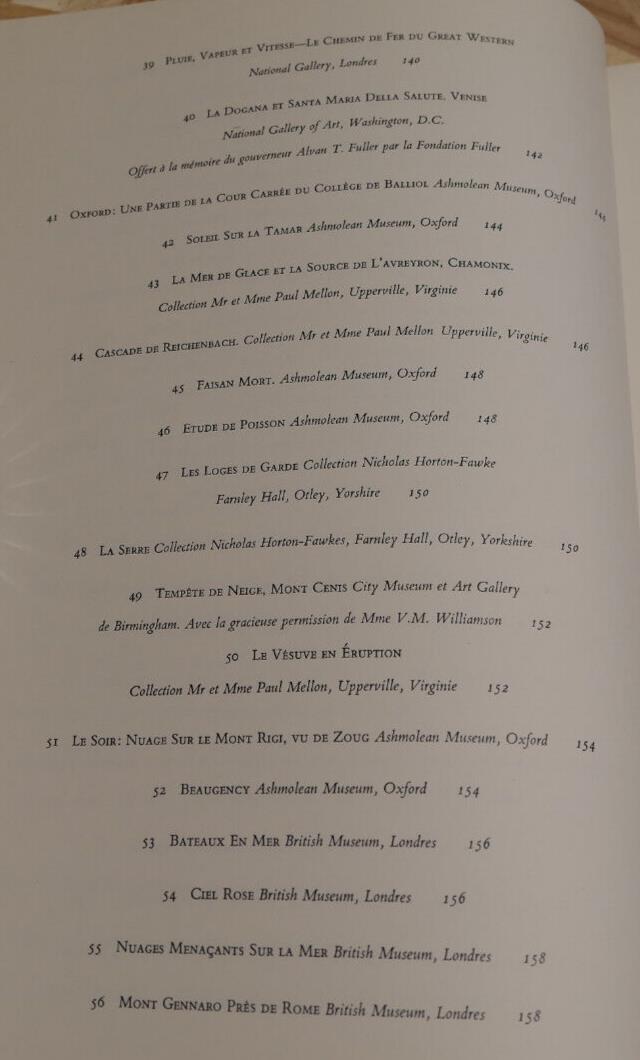 39 Pluie, Vapeur et Vitesse—Le Chemin de Fer du Great Western
National Gallery, Londres 140
40 La Dogana et Santa Maria Della Salute, Venise
National Gallery of Art, Washington, D.C.
Offert à la mémoire du gouverneur Alvan T. Fuller par la Fondation Fuller 142
41 Oxford: Une Partie de la Cour Carrée du Collège de Balliol Ashmolean Museum, Oxford
42 Soleil Sur la Tamar Ashmolean Museum, Oxford 144
43 La Mer de Glace et la Source de L'avreyron, Chamonix.
Collection Mr et Mme Paul Mellon, Upperville, Virginie 146
44 Cascade de Reichenbach. Collection Mr et Mme Paul Mellon Upperville, Virginie 146
45 Faisan Mort. Ashmolean Museum, Oxford 148
46 Etude de Poisson Ashmolean Museum, Oxford 148
47 Les Loges de Garde Collection Nicholas Horton-Fawke
Farnley Hall, Otley, Yorshire 150
48 La Serre Collection Nicholas Horton-Fawkes, Farnley Hall, Otley, Yorkshire 150
49 Tempête de Neige, Mont Cenis City Museum et Art Gallery
de Birmingham. Avec la gracieuse permission de Mme V.M. Williamson 152
50 Le Vésuve en Éruption
Collection Mr et Mme Paul Mellon, Upperville, Virginie 152
51 Le Soir: Nuage Sur le Mont Rigi, vu de Zoug Ashmolean Museum, Oxford 154
52 Beaugency Ashmolean Museum, Oxford 154
53 Bateaux En Mer British Museum, Londres 156
54 Ciel Rose British Museum, Londres 156
55 Nuages Menaçants Sur la Mer British Museum, Londres 158
56 Mont Gennaro Près de Rome British Museum, Londres 158